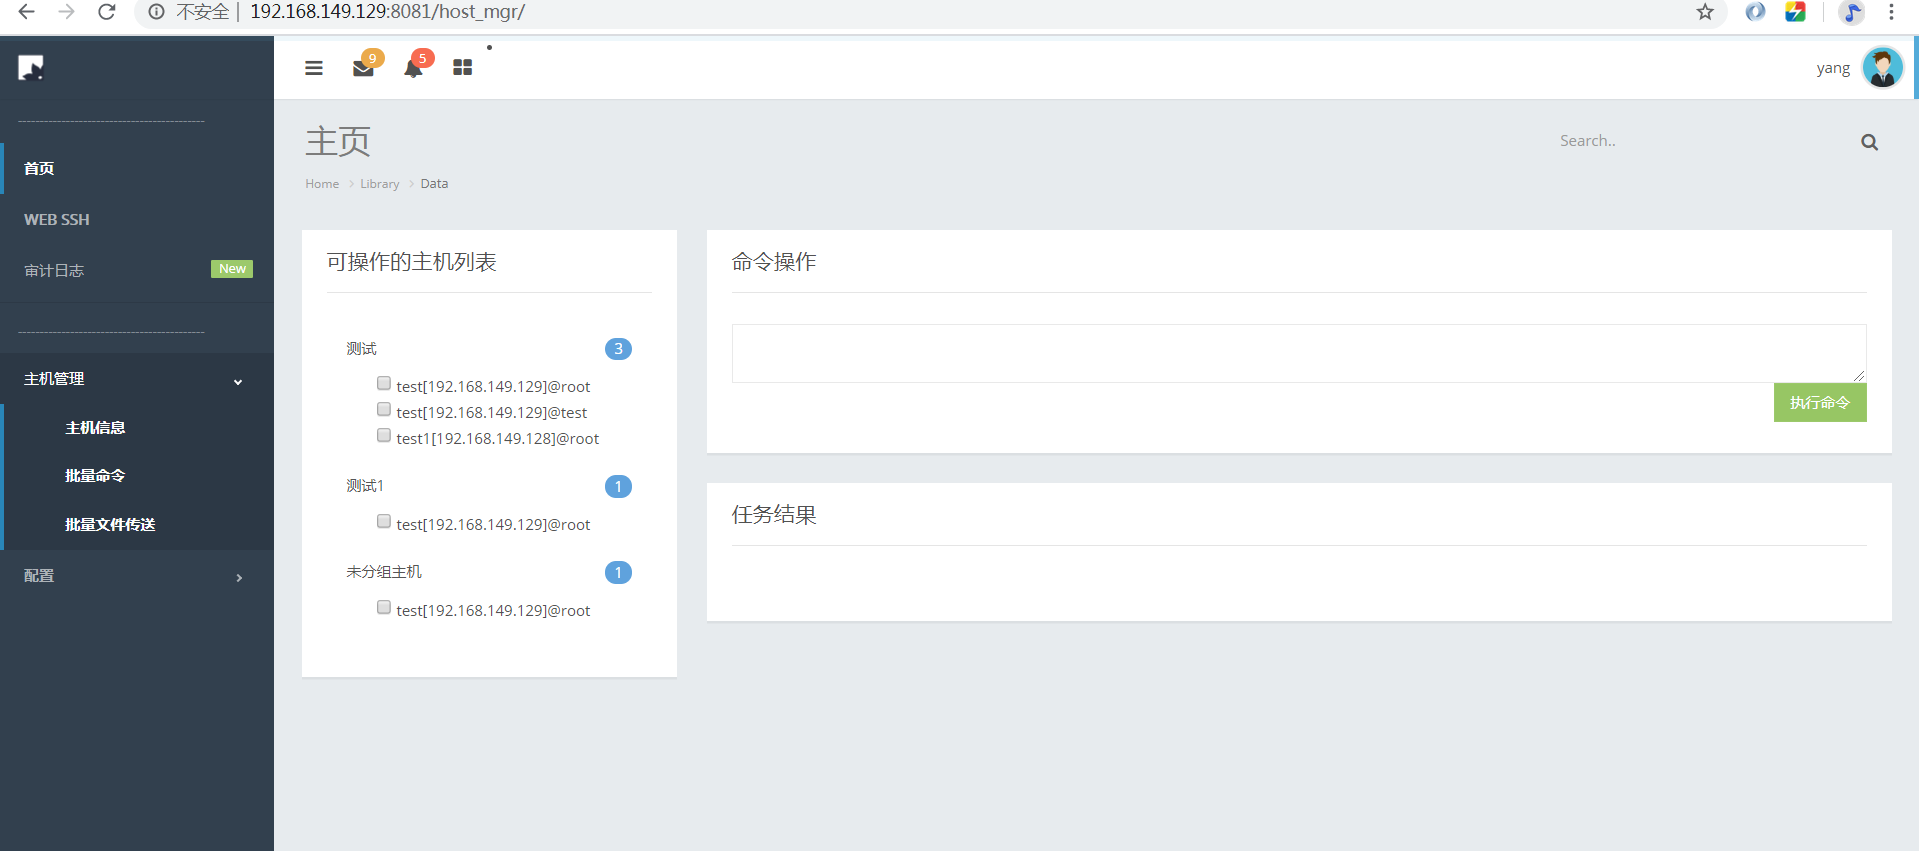 不安全 | 192.168.149.129:8081/host_mgr/
9
5
yang
-------------------------------------------
首页
WEB SSH
审计日志 New
-------------------------------------------
主机管理
主机信息
批量命令
批量文件传送
配置
主页
Search..
Home > Library > Data
可操作的主机列表
测试 3
test[192.168.149.129]@root
test[192.168.149.129]@test
test1[192.168.149.128]@root
测试1 1
test[192.168.149.129]@root
未分组主机 1
test[192.168.149.129]@root
命令操作
执行命令
任务结果